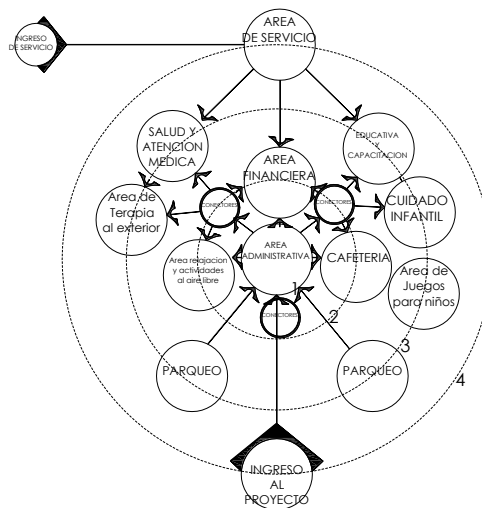 AREA
DE SERVICIO
INGRESO
DE SERVICIO
SALUD Y
ATENCION
MEDICA
EDUCATIVA
Y
CAPACITACION
AREA
FINANCIERA
Area de
Terapia
al exterior
CONECTORES
CONECTORES
CUIDADO
INFANTIL
AREA
ADMINISTRATIVA
Area relajacion
y actividades
al aire libre
CAFETERIA
Area de
Juegos
para niños
1
CONECTORES
2
3
PARQUEO
PARQUEO
4
INGRESO
AL
PROYECTO